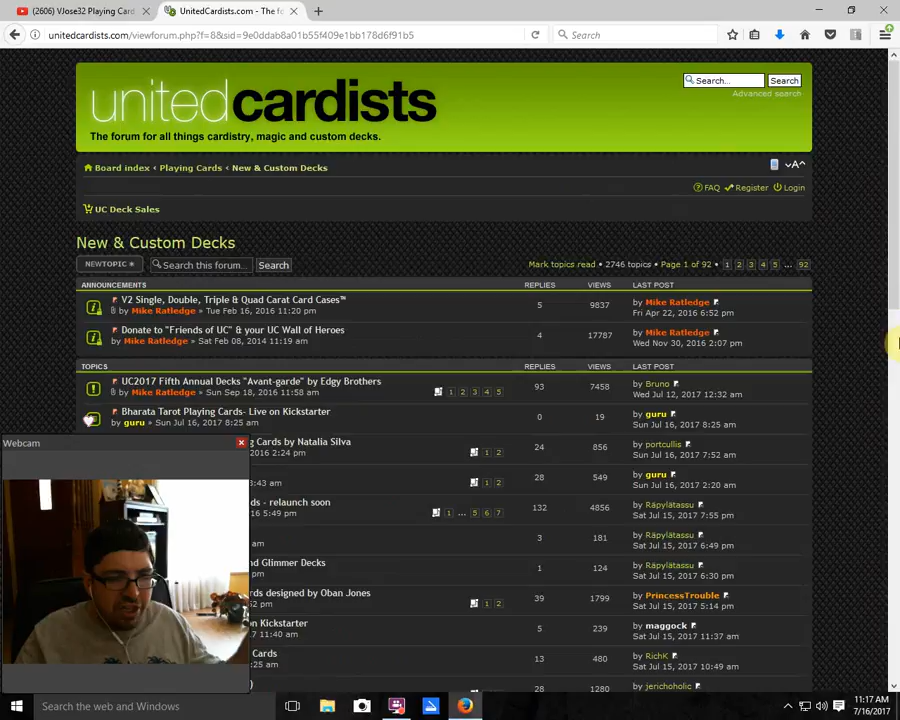 (2606) VJose32 Playing Card
UnitedCardists.com - The fo
unitedcardists.com/viewforum.php?f=8&sid=9e0ddab8a01b55f409e1bb178d6f91b5
Search
unitedcardists
The forum for all things cardistry, magic and custom decks.
Search...
Search
Advanced search
Board index ‹ Playing Cards ‹ New & Custom Decks
FAQ Register Login
UC Deck Sales
New & Custom Decks
NEWTOPIC
Search this forum...
Search
Mark topics read • 2746 topics • Page 1 of 92 • 1 2 3 4 5 ... 92
ANNOUNCEMENTS REPLIES VIEWS LAST POST
V2 Single, Double, Triple & Quad Carat Card Cases™
by Mike Ratledge » Tue Feb 16, 2016 11:20 pm
5 9837 by Mike Ratledge
Fri Apr 22, 2016 6:52 pm
Donate to "Friends of UC" & your UC Wall of Heroes
by Mike Ratledge » Sat Feb 08, 2014 11:19 am
4 17787 by Mike Ratledge
Wed Nov 30, 2016 2:07 pm
TOPICS REPLIES VIEWS LAST POST
UC2017 Fifth Annual Decks "Avant-garde" by Edgy Brothers
by Mike Ratledge » Sun Sep 18, 2016 11:58 am
1 2 3 4 5
93 7458 by Bruno
Wed Jul 12, 2017 12:32 am
Bharata Tarot Playing Cards- Live on Kickstarter
by guru » Sun Jul 16, 2017 8:25 am
0 19 by guru
Sun Jul 16, 2017 8:25 am
g Cards by Natalia Silva
2016 2:24 pm
1 2
24 856 by portcullis
Sun Jul 16, 2017 7:52 am
3:43 am
1 2
28 549 by guru
Sun Jul 16, 2017 2:20 am
ds - relaunch soon
16 5:49 pm
1 ... 5 6 7
132 4856 by Räpylätassu
Sat Jul 15, 2017 7:55 pm
am
3 181 by Räpylätassu
Sat Jul 15, 2017 6:49 pm
nd Glimmer Decks
pm
1 124 by Räpylätassu
Sat Jul 15, 2017 6:30 pm
rds designed by Oban Jones
52 pm
1 2
39 1799 by PrincessTrouble
Sat Jul 15, 2017 5:14 pm
on Kickstarter
7 11:40 am
5 239 by maggock
Sat Jul 15, 2017 11:37 am
Cards
:25 am
13 480 by RichK
Sat Jul 15, 2017 10:49 am
)
28 1280 by jerichoholic
Webcam
Search the web and Windows
11:17 AM
7/16/2017